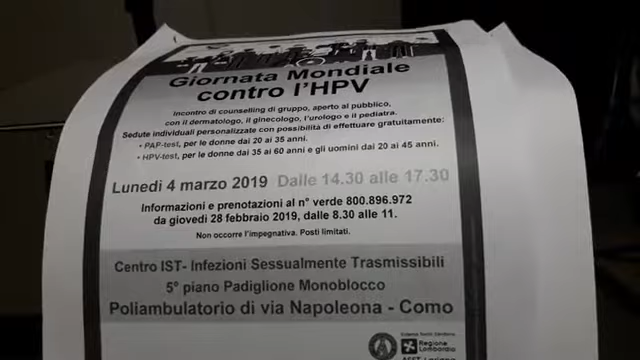 Giornata Mondiale
contro l'HPV
Incontro di counselling di gruppo, aperto al pubblico,
con il dermatologo, il ginecologo, l'urologo e il pediatra.
Sedute individuali personalizzate con possibilità di effettuare gratuitamente:
• PAP-test, per le donne dai 20 ai 35 anni.
• HPV-test, per le donne dai 35 ai 60 anni e gli uomini dai 20 ai 45 anni.
Lunedì 4 marzo 2019 Dalle 14.30 alle 17.30
Informazioni e prenotazioni al n° verde 800.896.972
da giovedì 28 febbraio 2019, dalle 8.30 alle 11.
Non occorre l'impegnativa. Posti limitati.
Centro IST- Infezioni Sessualmente Trasmissibili
5° piano Padiglione Monoblocco
Poliambulatorio di via Napoleona - Como
Sistema Socio Sanitario
Regione
Lombardia
ASST Lariana